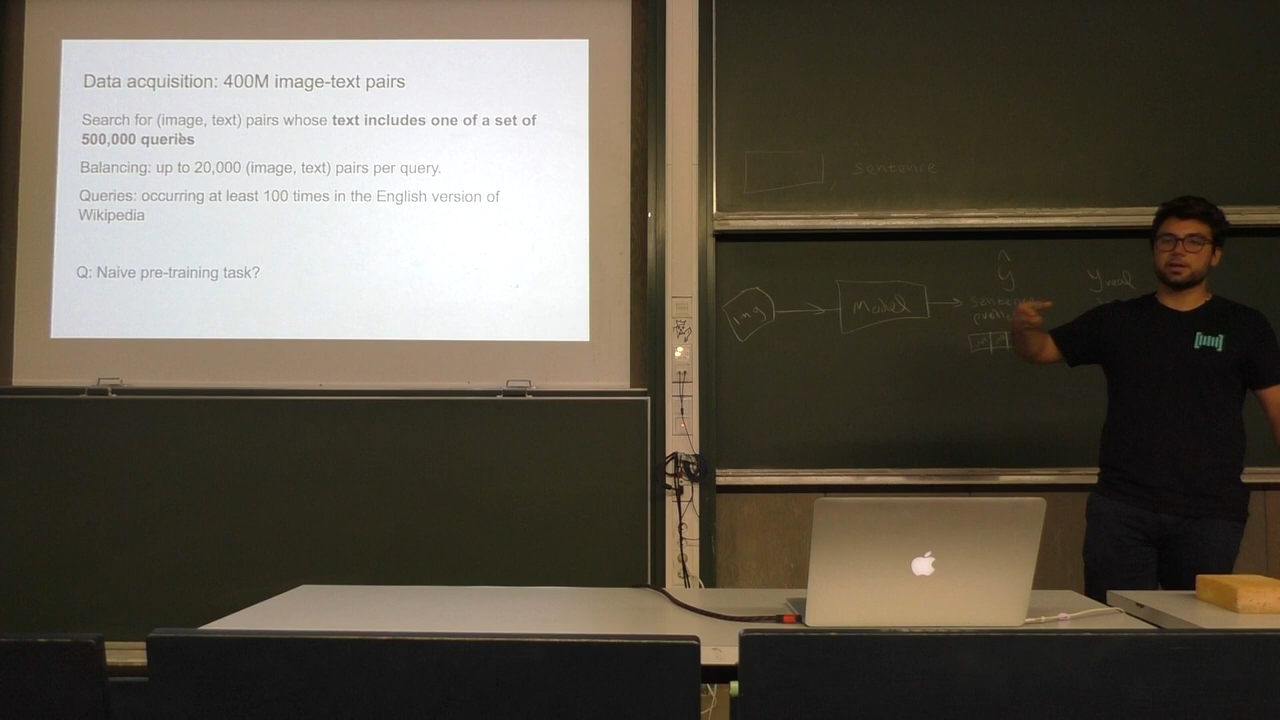 Data acquisition: 400M image-text pairs
Search for (image, text) pairs whose text includes one of a set of
500,000 queries
Balancing: up to 20,000 (image, text) pairs per query.
Queries: occurring at least 100 times in the English version of
Wikipedia
Q: Naive pre-training task?
sentence
img
Model
ŷ
sentence
y real